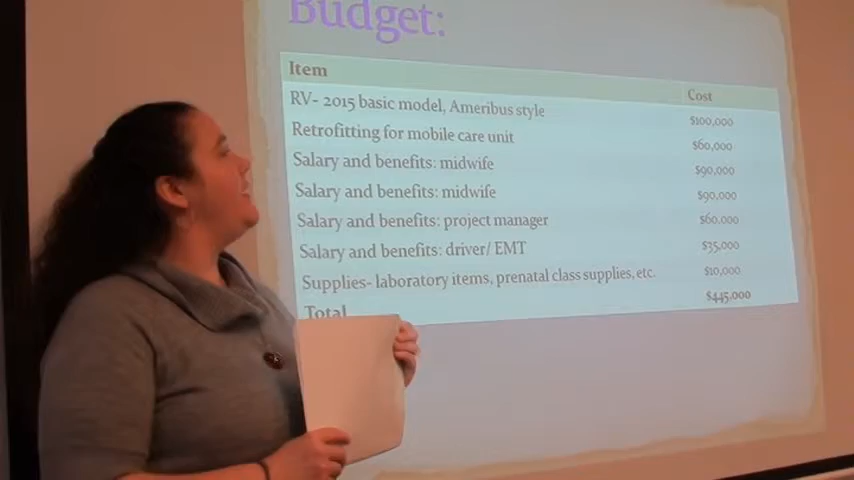 Budget:
Item Cost
RV- 2015 basic model, Ameribus style $100,000
Retrofitting for mobile care unit $60,000
Salary and benefits: midwife $90,000
Salary and benefits: midwife $90,000
Salary and benefits: project manager $60,000
Salary and benefits: driver/ EMT $35,000
Supplies- laboratory items, prenatal class supplies, etc. $10,000
Total $445,000